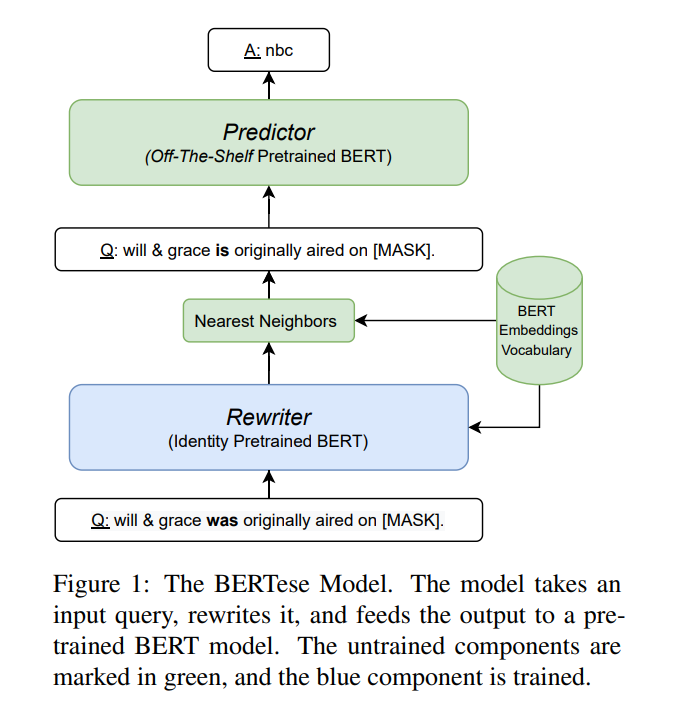 A: nbc
Predictor
(Off-The-Shelf Pretrained BERT)
Q: will & grace is originally aired on [MASK].
Nearest Neighbors
BERT
Embeddings
Vocabulary
Rewriter
(Identity Pretrained BERT)
Q: will & grace was originally aired on [MASK].
Figure 1: The BERTese Model. The model takes an
input query, rewrites it, and feeds the output to a pre-
trained BERT model. The untrained components are
marked in green, and the blue component is trained.